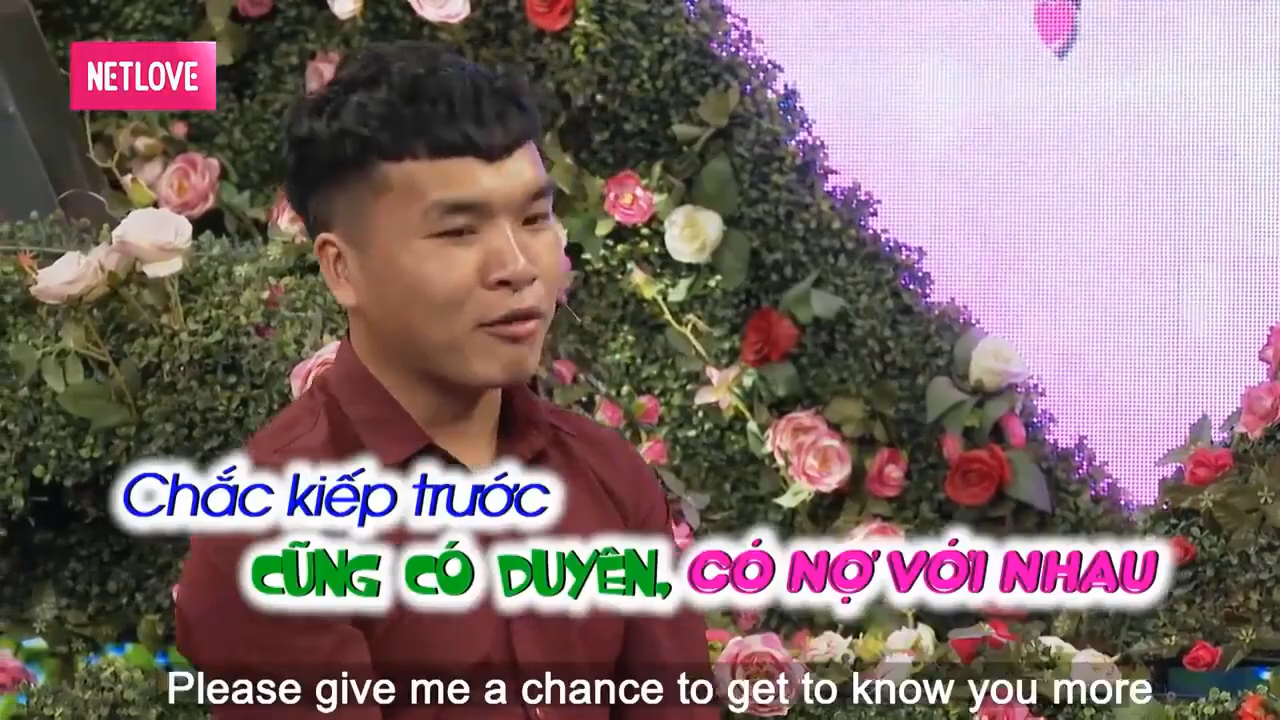 NETLOVE
Chắc kiếp trước
CŨNG CÓ DUYÊN, CÓ NỢ VỚI NHAU
Please give me a chance to get to know you more